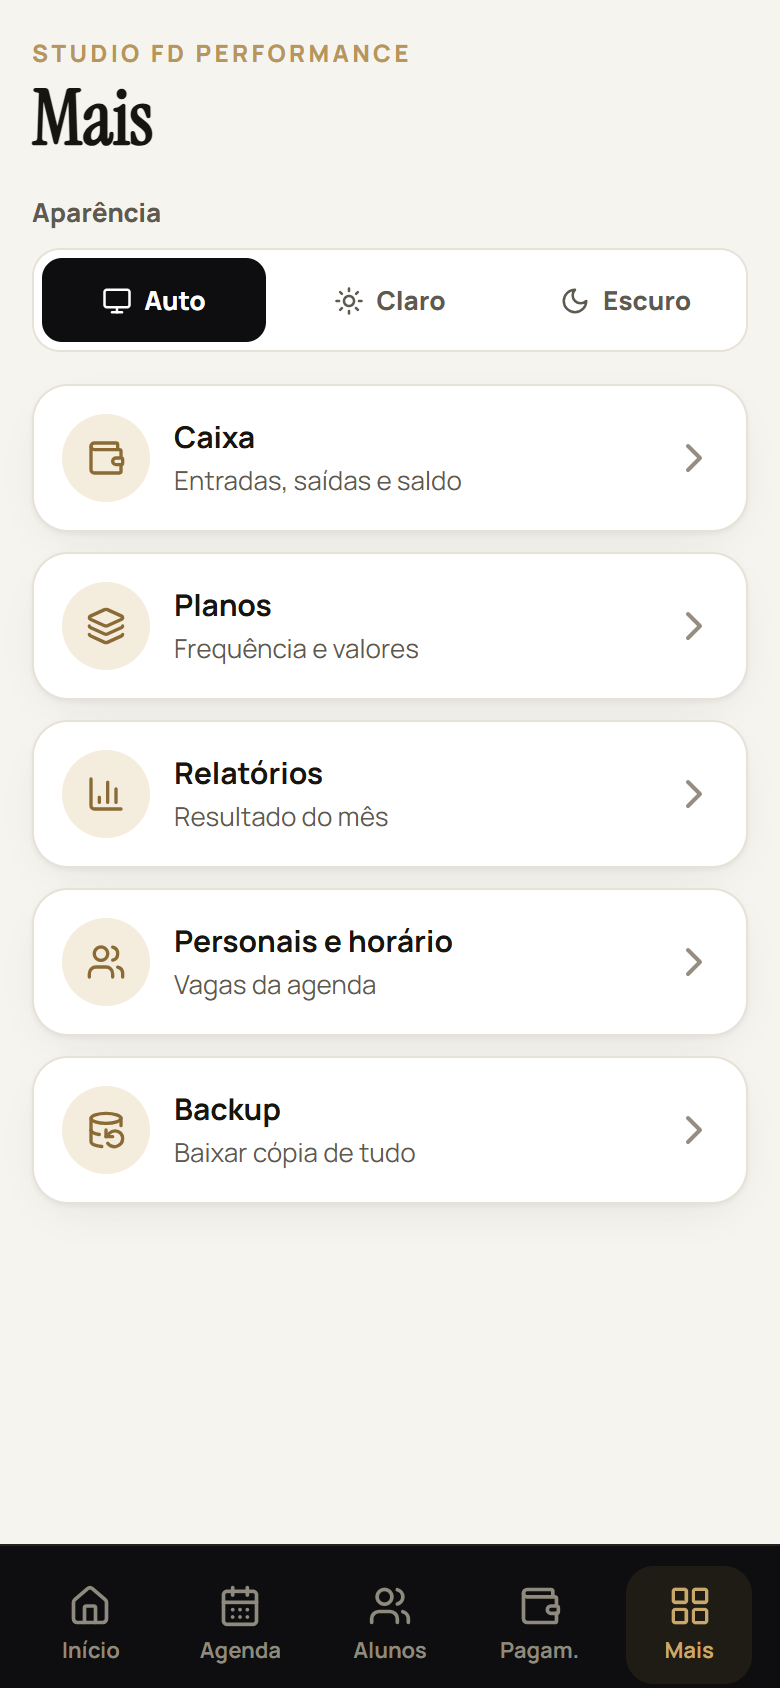 STUDIO FD PERFORMANCE
Mais
Aparência
Auto
Claro
Escuro
Caixa
Entradas, saídas e saldo
Planos
Frequência e valores
Relatórios
Resultado do mês
Personais e horário
Vagas da agenda
Backup
Baixar cópia de tudo
Início
Agenda
Alunos
Pagam.
Mais